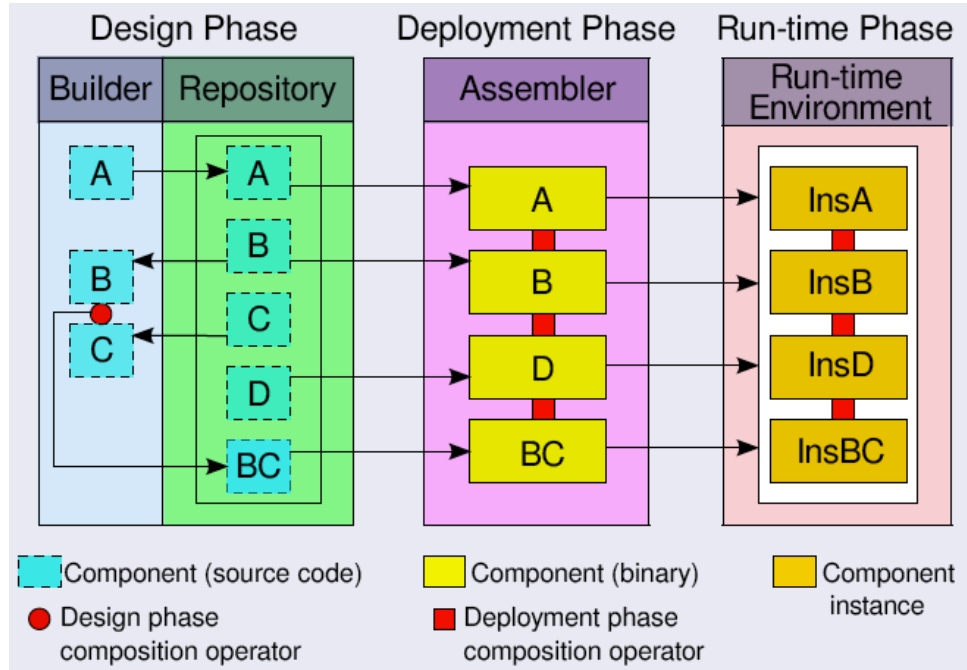 Design Phase
Deployment Phase
Run-time Phase
Builder
Repository
Assembler
Run-time
Environment
A
A
A
InsA
B
B
B
InsB
C
C
D
D
InsD
BC
BC
InsBC
Component (source code)
Component (binary)
Component
instance
Design phase
composition operator
Deployment phase
composition operator